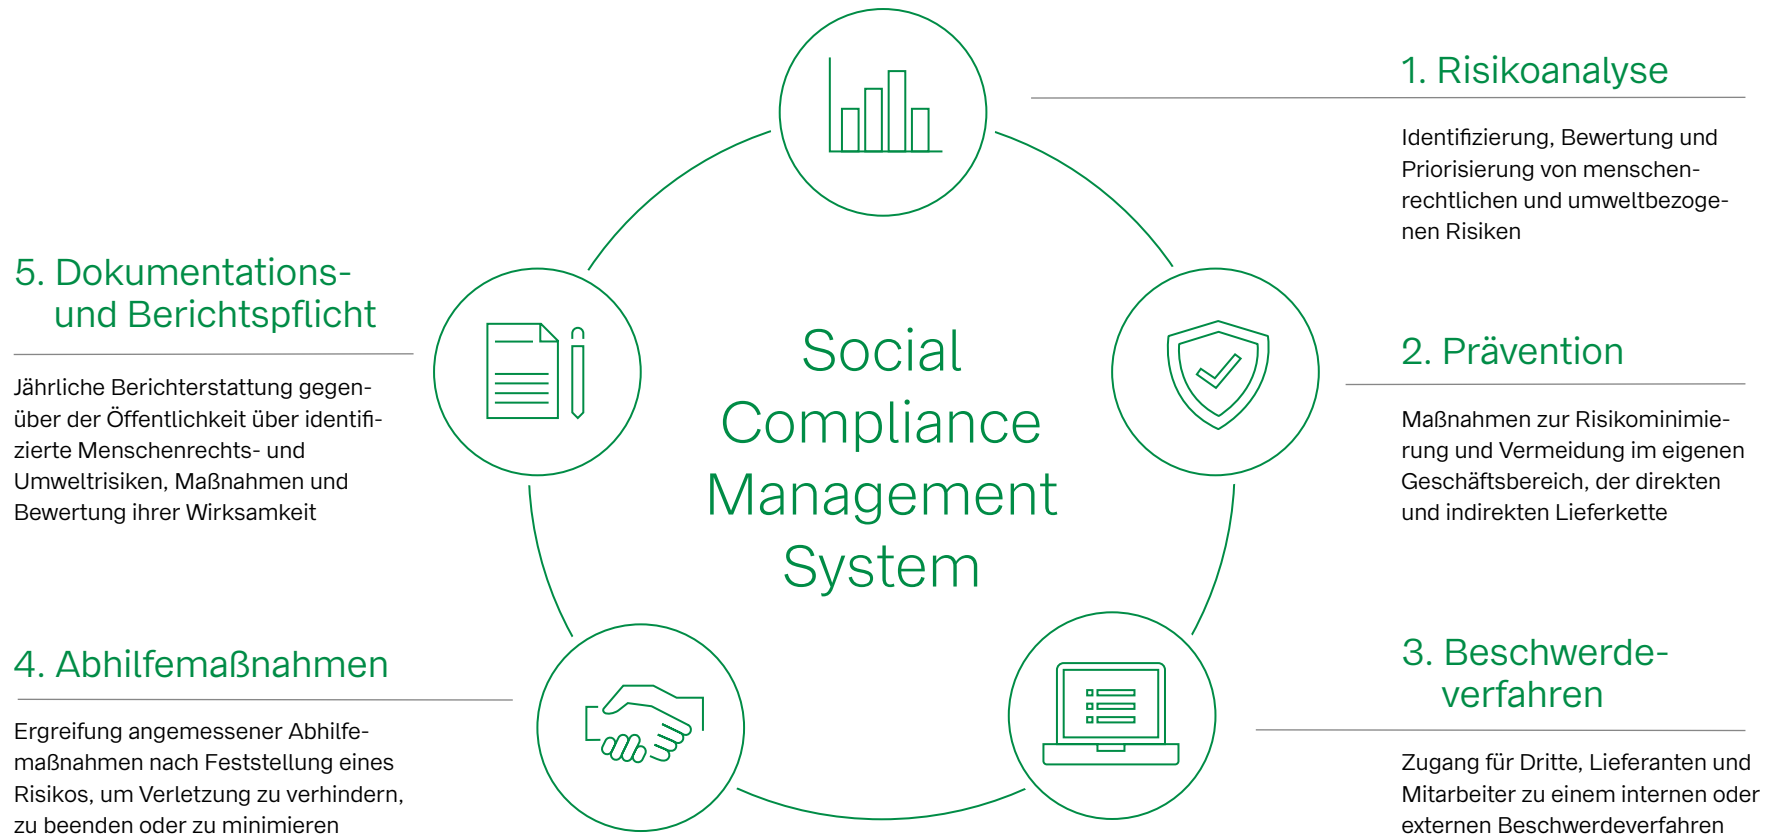 Social
Compliance
Management
System
1. Risikoanalyse
Identifizierung, Bewertung und
Priorisierung von menschen-
rechtlichen und umweltbezoge-
nen Risiken
2. Prävention
Maßnahmen zur Risikominimie-
rung und Vermeidung im eigenen
Geschäftsbereich, der direkten
und indirekten Lieferkette
3. Beschwerde-
verfahren
Zugang für Dritte, Lieferanten und
Mitarbeiter zu einem internen oder
externen Beschwerdeverfahren
4. Abhilfemaßnahmen
Ergreifung angemessener Abhilfe-
maßnahmen nach Feststellung eines
Risikos, um Verletzung zu verhindern,
zu beenden oder zu minimieren
5. Dokumentations-
und Berichtspflicht
Jährliche Berichterstattung gegen-
über der Öffentlichkeit über identifi-
zierte Menschenrechts- und
Umweltrisiken, Maßnahmen und
Bewertung ihrer Wirksamkeit